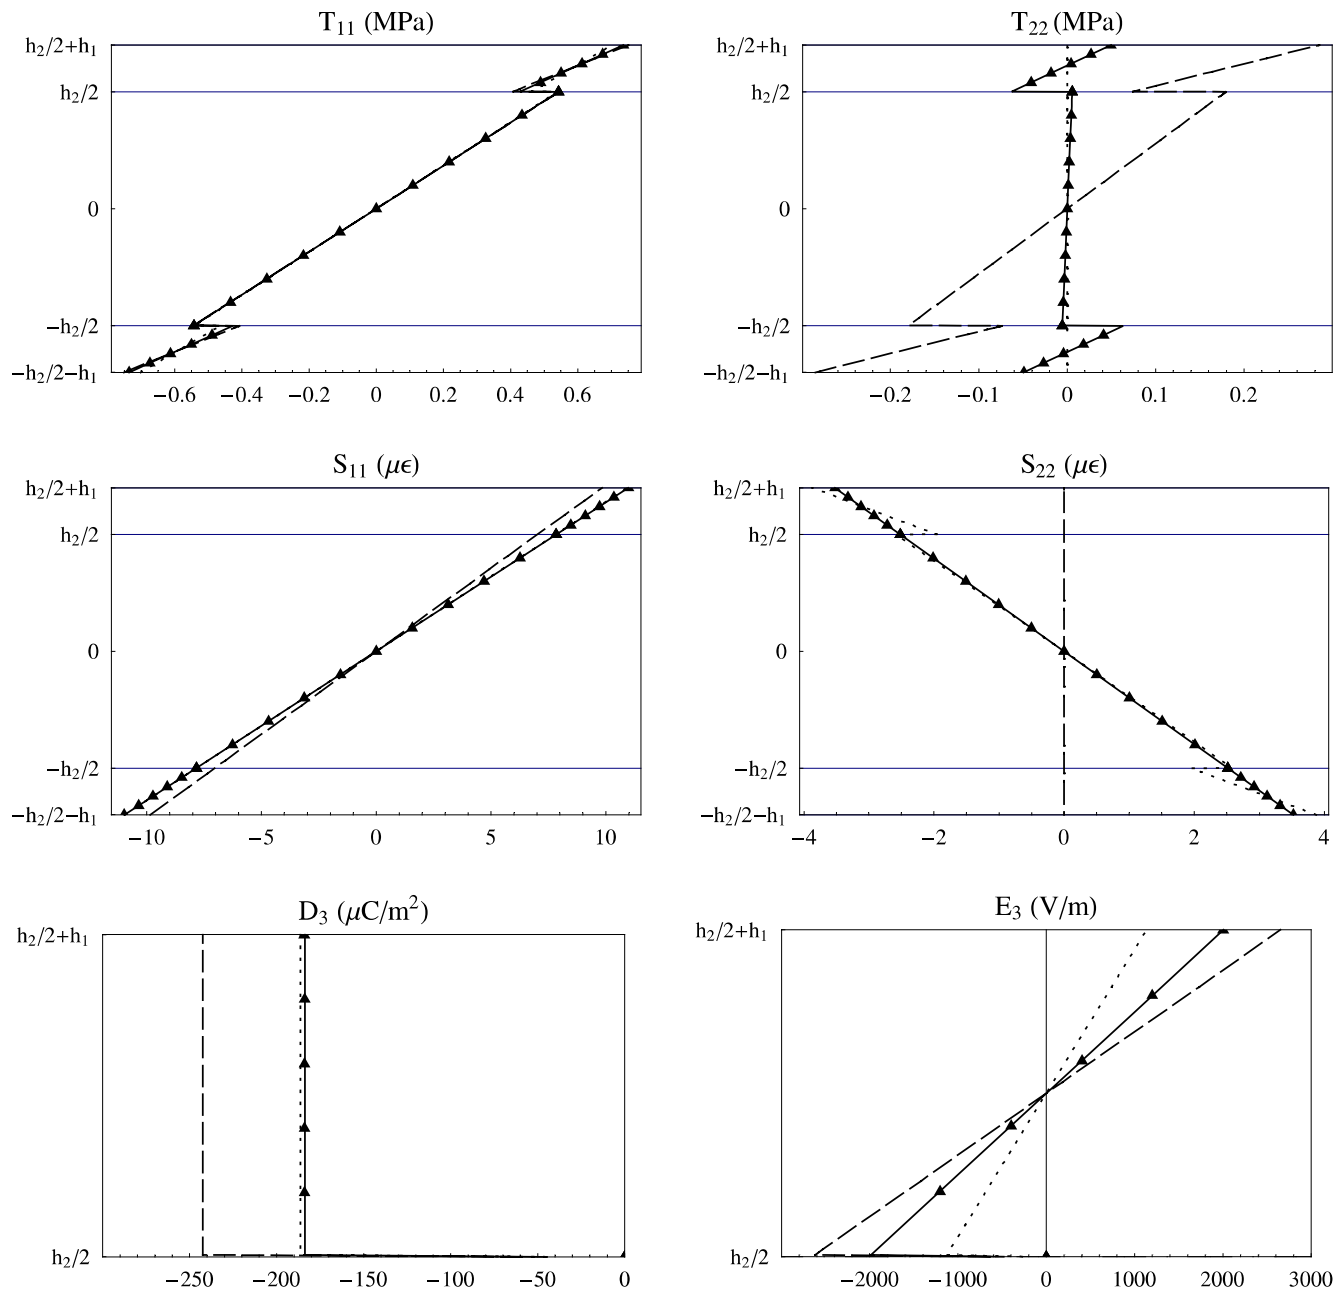 T₁₁ (MPa)
h₂/2+h₁
h₂/2
0
−h₂/2
−h₂/2−h₁
−0.6 −0.4 −0.2 0 0.2 0.4 0.6
T₂₂ (MPa)
h₂/2+h₁
h₂/2
0
−h₂/2
−h₂/2−h₁
−0.2 −0.1 0 0.1 0.2
S₁₁ (μϵ)
h₂/2+h₁
h₂/2
0
−h₂/2
−h₂/2−h₁
−10 −5 0 5 10
S₂₂ (μϵ)
h₂/2+h₁
h₂/2
0
−h₂/2
−h₂/2−h₁
−4 −2 0 2 4
D₃ (μC/m²)
h₂/2+h₁
h₂/2
−250 −200 −150 −100 −50 0
E₃ (V/m)
h₂/2+h₁
h₂/2
−2000 −1000 0 1000 2000 3000